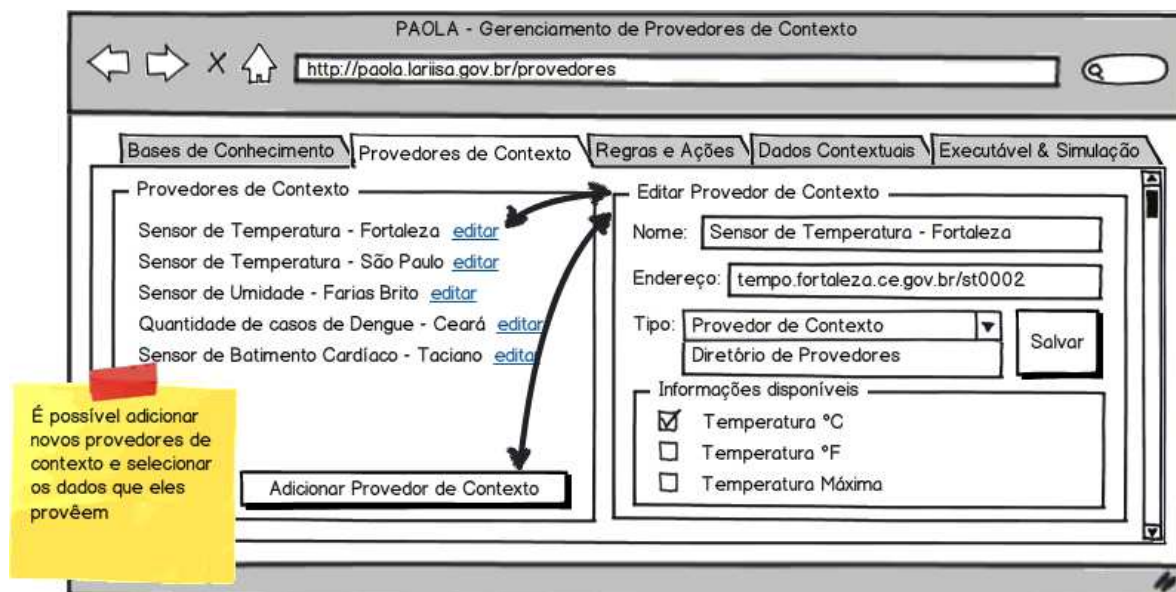 PAOLA - Gerenciamento de Provedores de Contexto
http://paola.lariisa.gov.br/provedores
Bases de Conhecimento
Provedores de Contexto
Regras e Ações
Dados Contextuais
Executável & Simulação
Provedores de Contexto
Sensor de Temperatura - Fortaleza editar
Sensor de Temperatura - São Paulo editar
Sensor de Umidade - Farias Brito editar
Quantidade de casos de Dengue - Ceará editar
Sensor de Batimento Cardíaco - Taciano editar
Adicionar Provedor de Contexto
É possível adicionar
novos provedores de
contexto e selecionar
os dados que eles
provêem
Editar Provedor de Contexto
Nome: Sensor de Temperatura - Fortaleza
Endereço: tempo.fortaleza.ce.gov.br/st0002
Tipo: Provedor de Contexto
Diretório de Provedores
Salvar
Informações disponíveis
Temperatura °C
Temperatura °F
Temperatura Máxima